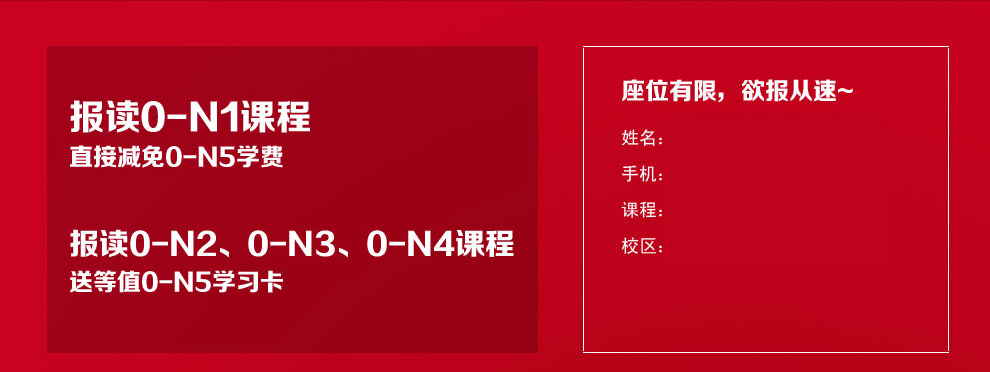 报读0-N1课程
直接减免0-N5学费
报读0-N2、0-N3、0-N4课程
送等值0-N5学习卡
座位有限，欲报从速~
姓名：
手机：
课程：
校区：